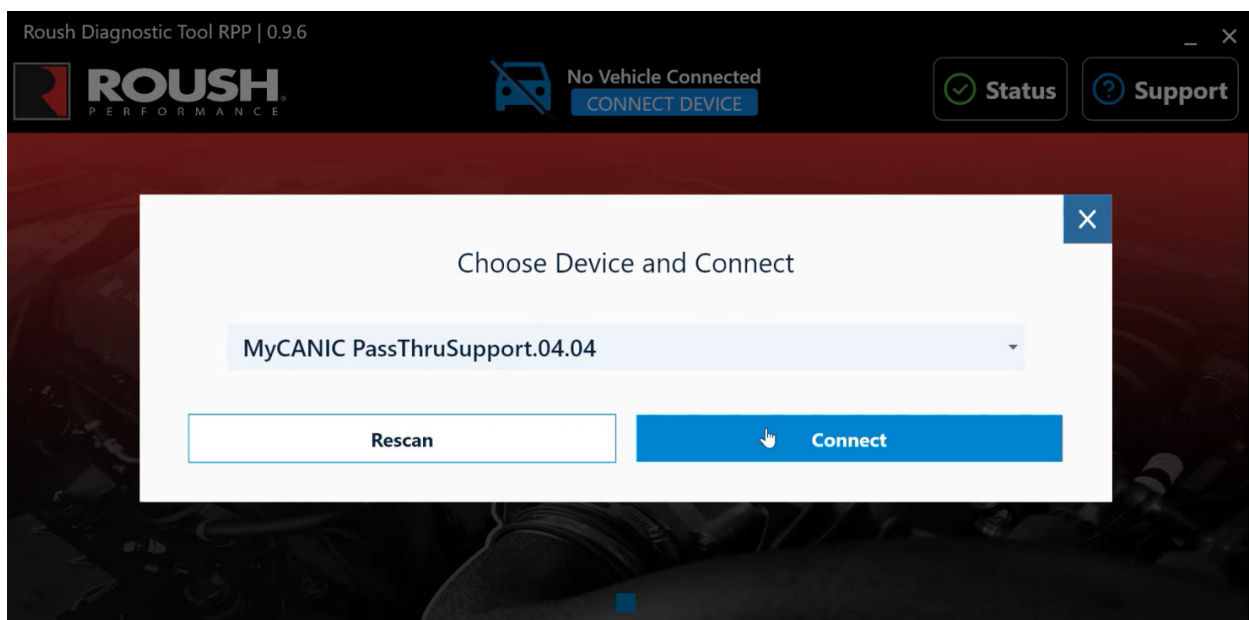 Roush Diagnostic Tool RPP | 0.9.6
ROUSH
PERFORMANCE
No Vehicle Connected
CONNECT DEVICE
Status
Support
Choose Device and Connect
MyCANIC PassThruSupport.04.04
Rescan
Connect